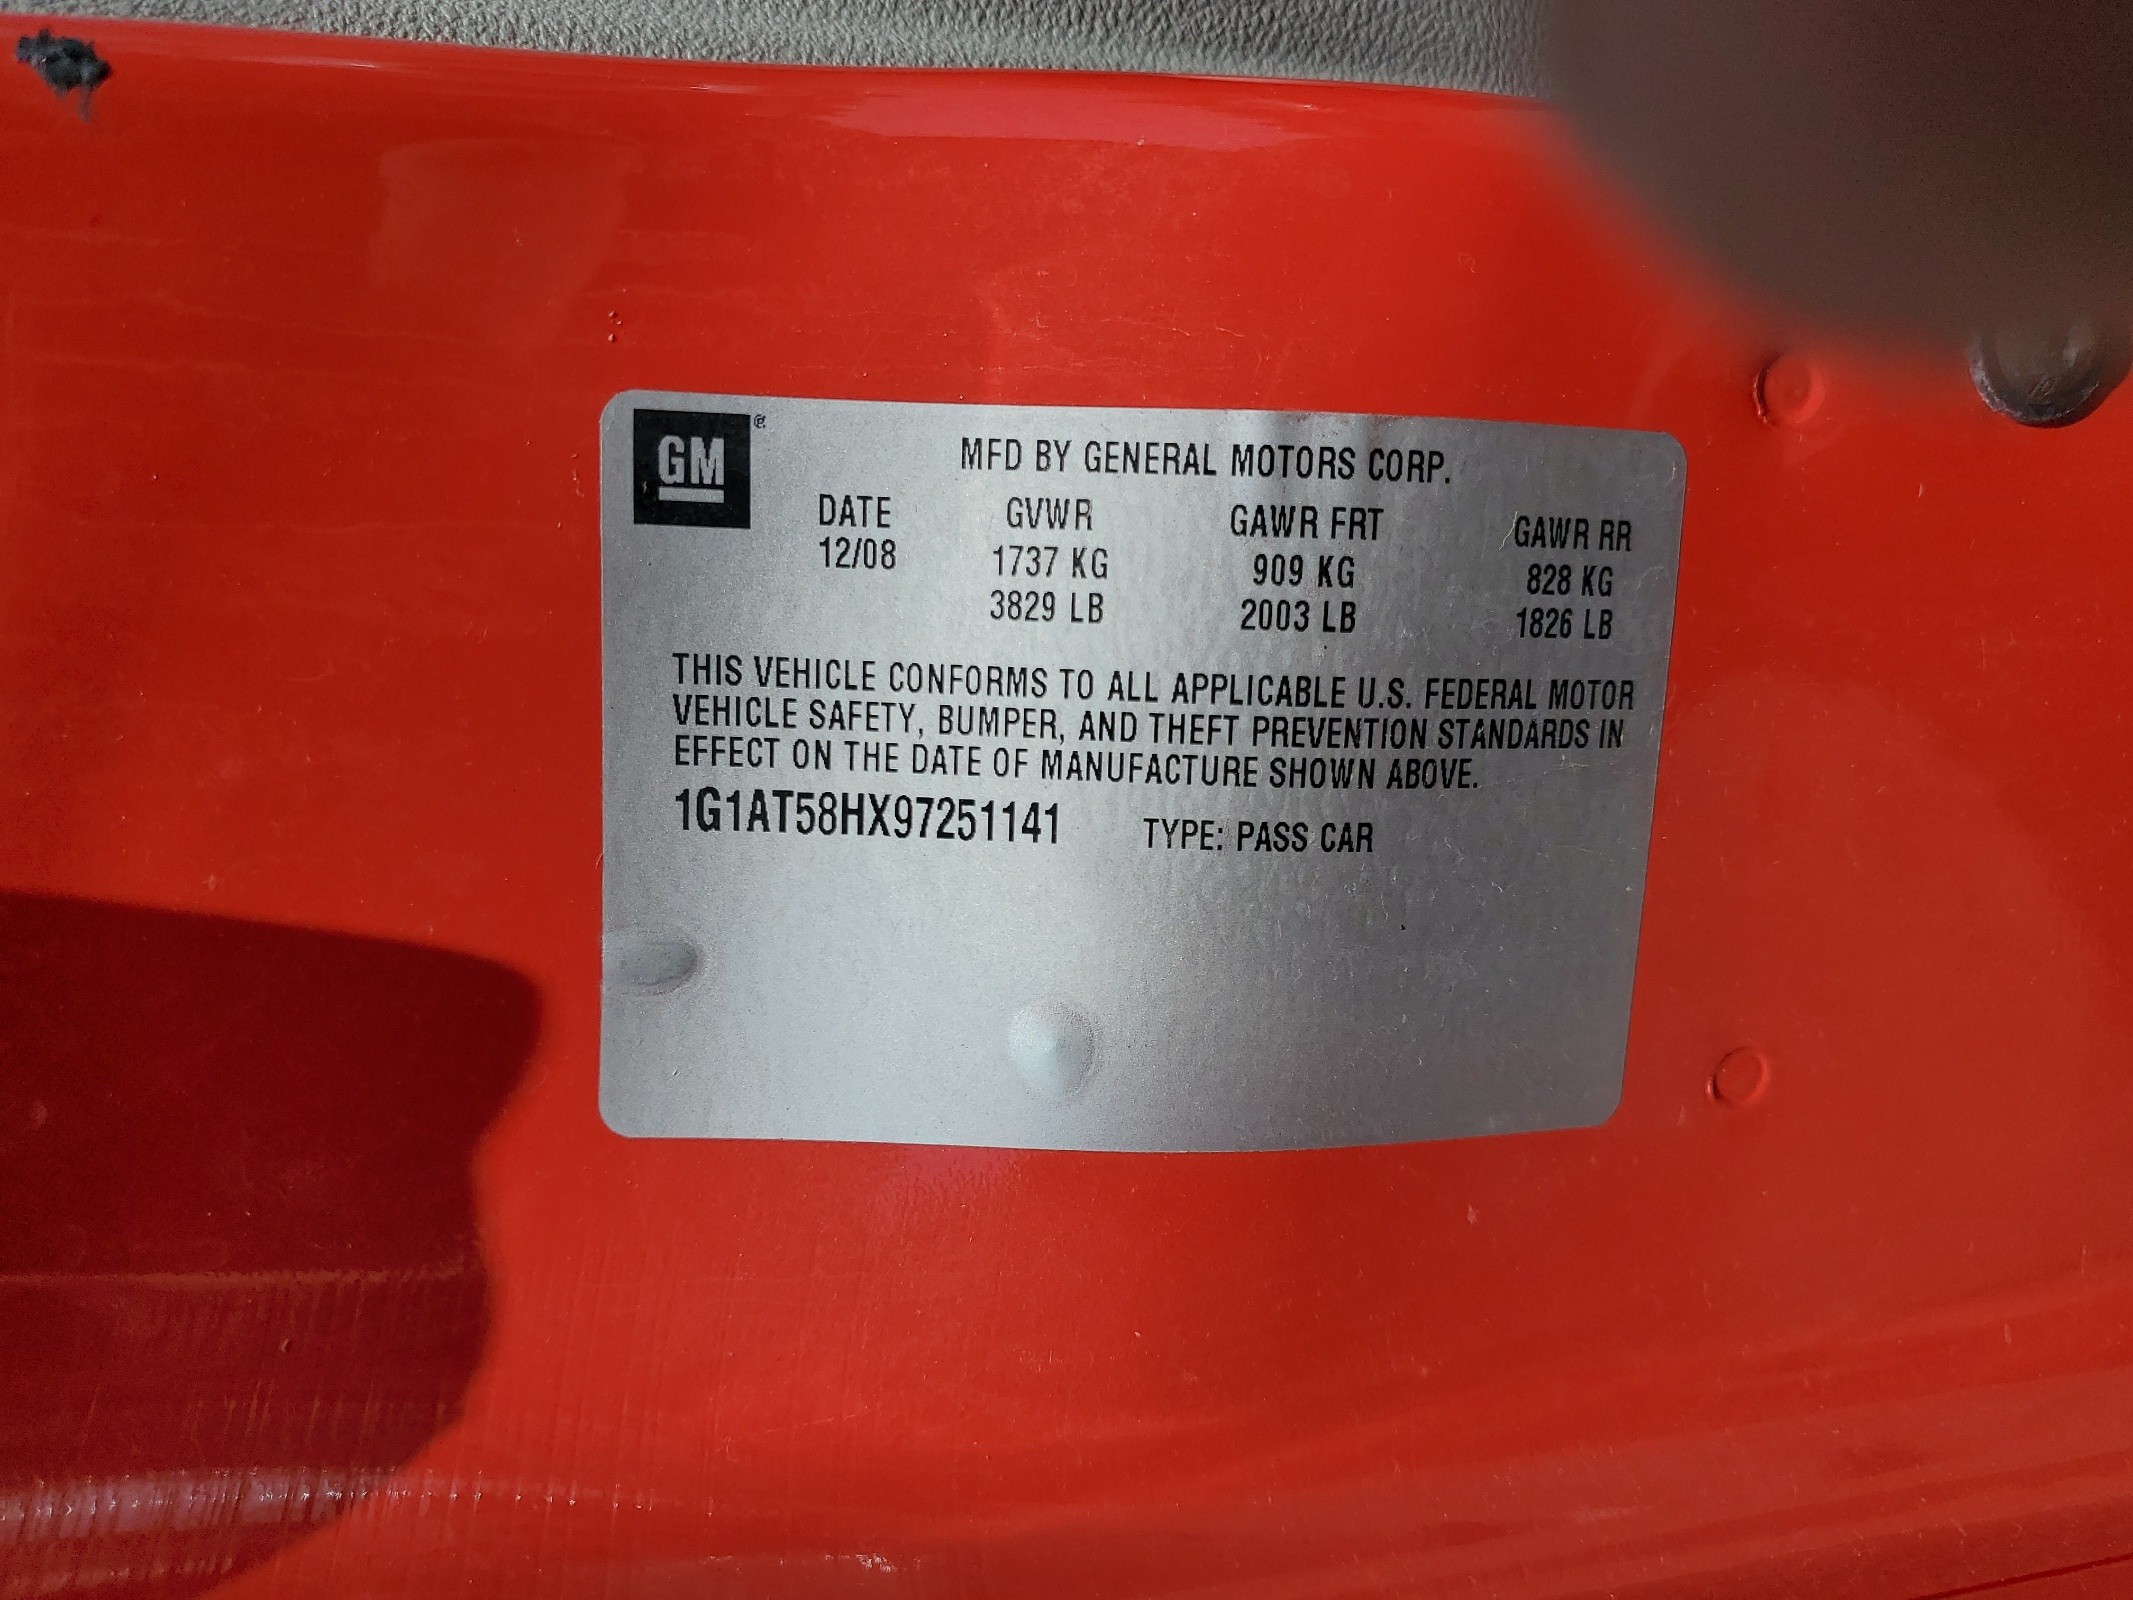 GM
MFD BY GENERAL MOTORS CORP.
DATE GVWR GAWR FRT GAWR RR
12/08 1737 KG 909 KG 828 KG
3829 LB 2003 LB 1826 LB
THIS VEHICLE CONFORMS TO ALL APPLICABLE U.S. FEDERAL MOTOR
VEHICLE SAFETY, BUMPER, AND THEFT PREVENTION STANDARDS IN
EFFECT ON THE DATE OF MANUFACTURE SHOWN ABOVE.
1G1AT58HX97251141 TYPE: PASS CAR